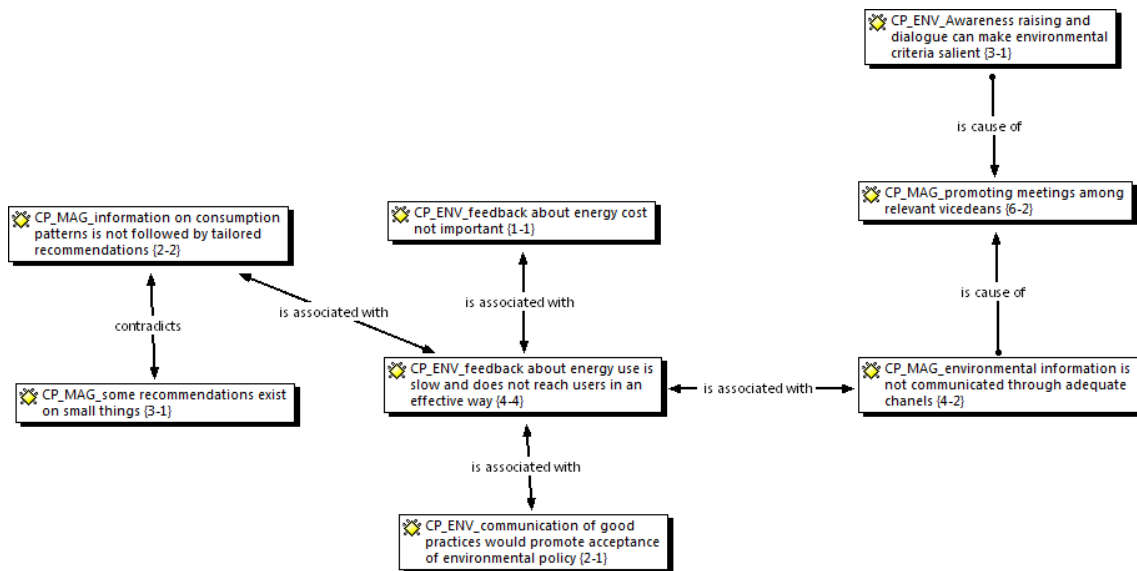 CP_ENV_Awareness raising and
dialogue can make environmental
criteria salient {3-1}
is cause of
CP_MAG_promoting meetings among
relevant vicedeans {6-2}
CP_MAG_information on consumption
patterns is not followed by tailored
recommendations {2-2}
CP_ENV_feedback about energy cost
not important {1-1}
is cause of
is associated with
is associated with
contradicts
CP_MAG_some recommendations exist
on small things {3-1}
CP_ENV_feedback about energy use is
slow and does not reach users in an
effective way {4-4}
is associated with
CP_MAG_environmental information is
not communicated through adequate
chanels {4-2}
is associated with
CP_ENV_communication of good
practices would promote acceptance
of environmental policy {2-1}